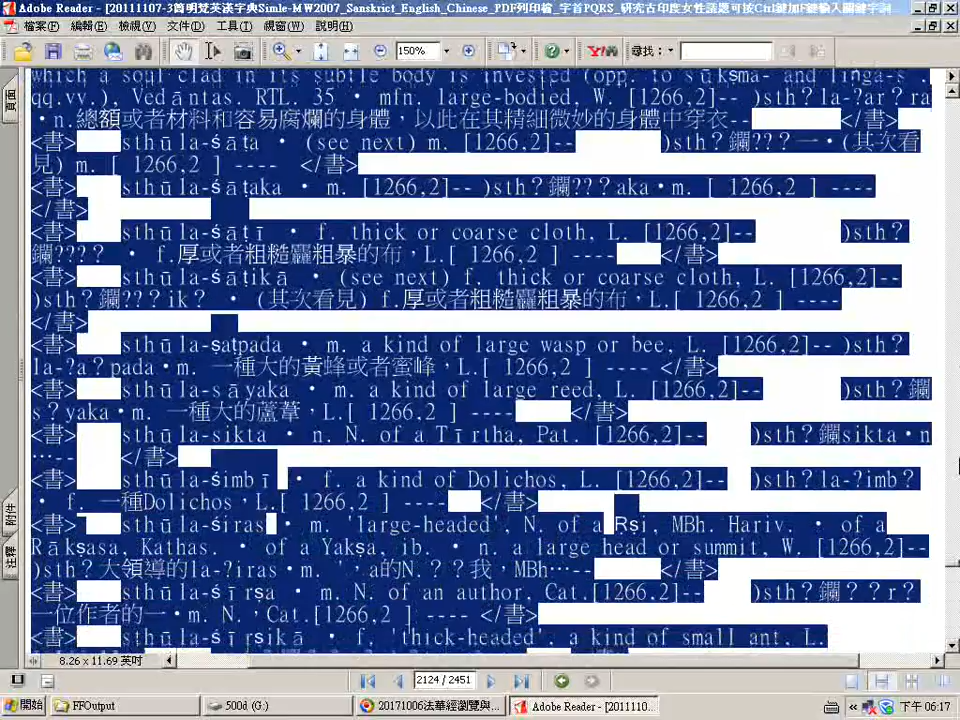 Adobe Reader - [20111107-3簡明梵英漢字典Simle-MW2007_Sanskrict_English_Chinese_PDF列印檔_字首PQRS_研究古印度女性議題可按Ctrl鍵加F鍵輸入關鍵字詞
檔案(F) 編輯(E) 檢視(V) 文件(D) 工具(T) 視窗(W) 說明(H)
150% 尋找：
which a soul clad in its subtle body is invested (opp. to sūkṣma- and liṅga-s .
qq.vv.), Vedāntas. RTL. 35 • mfn. large-bodied, W. [1266,2]-- )sth？la-?ar？ra
・n.總額或者材料和容易腐爛的身體，以此在其精細微妙的身體中穿衣-- </書>
<書> sthūla-śāṭa • (see next) m. [1266,2]-- )sth？鑭???一・(其次看
見) m. [ 1266,2 ] ---- </書>
<書> sthūla-śāṭaka • m. [1266,2]-- )sth？鑭??？aka・m. [ 1266,2 ] ----
</書>
<書> sthūla-śāṭī • f. thick or coarse cloth, L. [1266,2]-- )sth？
鑭???？ ・ f.厚或者粗糙麤粗暴的布，L.[ 1266,2 ] ---- </書>
<書> sthūla-śāṭikā • (see next) f. thick or coarse cloth, L. [1266,2]--
)sth？鑭??？ik？ ・ (其次看見) f.厚或者粗糙麤粗暴的布，L.[ 1266,2 ] ----
</書>
<書> sthūla-ṣaṭpada • m. a kind of large wasp or bee, L. [1266,2]-- )sth？
la-?a？pada・m. 一種大的黃蜂或者蜜蜂，L.[ 1266,2 ] ---- </書>
<書> sthūla-sāyaka • m. a kind of large reed, L. [1266,2]-- )sth？鑭
s？yaka・m. 一種大的蘆葦，L.[ 1266,2 ] ---- </書>
<書> sthūla-sikta • n. N. of a Tīrtha, Pat. [1266,2]-- )sth？鑭sikta・n
…-- </書>
<書> sthūla-śimbī • f. a kind of Dolichos, L. [1266,2]-- )sth？la-?imb？
・ f. 一種Dolichos，L.[ 1266,2 ] ---- </書>
<書> sthūla-śiras • m. 'large-headed', N. of a Ṛṣi, MBh. Hariv. • of a
Rākṣasa, Kathas. • of a Yakṣa, ib. • n. a large head or summit, W. [1266,2]--
)sth？大領導的la-?iras・m. '，a的N.？？我，MBh…-- </書>
<書> sthūla-śīrṣa • m. N. of an author, Cat.[1266,2]-- )sth？鑭？？r？
一位作者的一・m. N.，Cat.[1266,2 ] ---- </書>
<書> sthūla-śīrṣikā • f. 'thick-headed', a kind of small ant, L.
頁面
附件
注釋
8.26 x 11.69 英吋
2124 / 2451
開始 FFOutput 500d (G:) 20171006法華經瀏覽與... Adobe Reader - [2011110... 下午 06:17